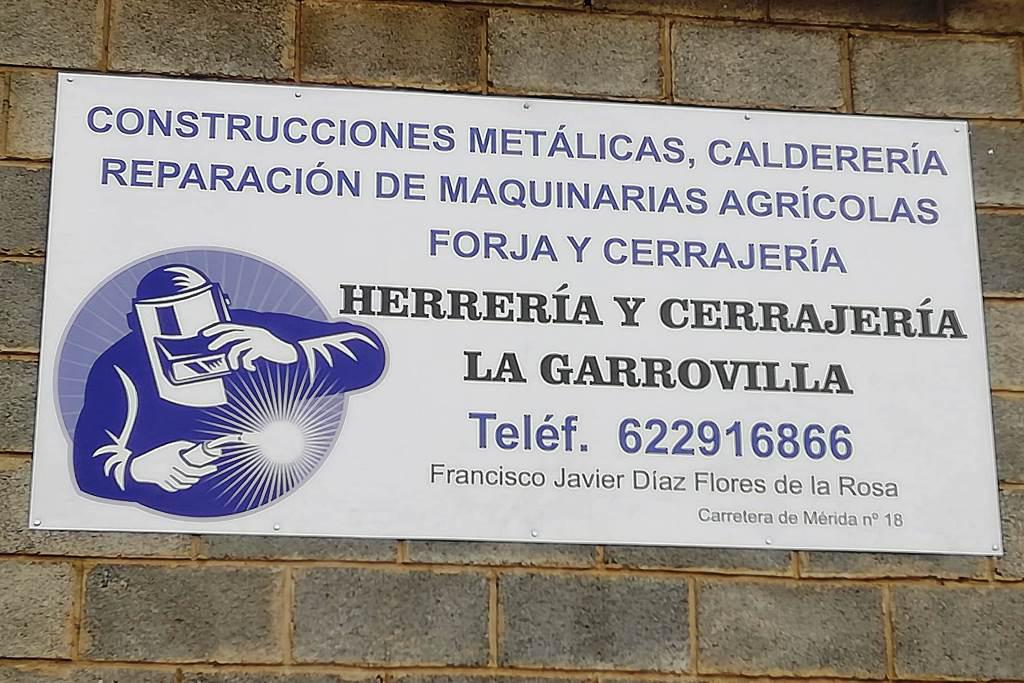 CONSTRUCCIONES METÁLICAS, CALDERERÍA
REPARACIÓN DE MAQUINARIAS AGRÍCOLAS
FORJA Y CERRAJERÍA
HERRERÍA Y CERRAJERÍA
LA GARROVILLA
Teléf. 622916866
Francisco Javier Díaz Flores de la Rosa
Carretera de Mérida nº 18